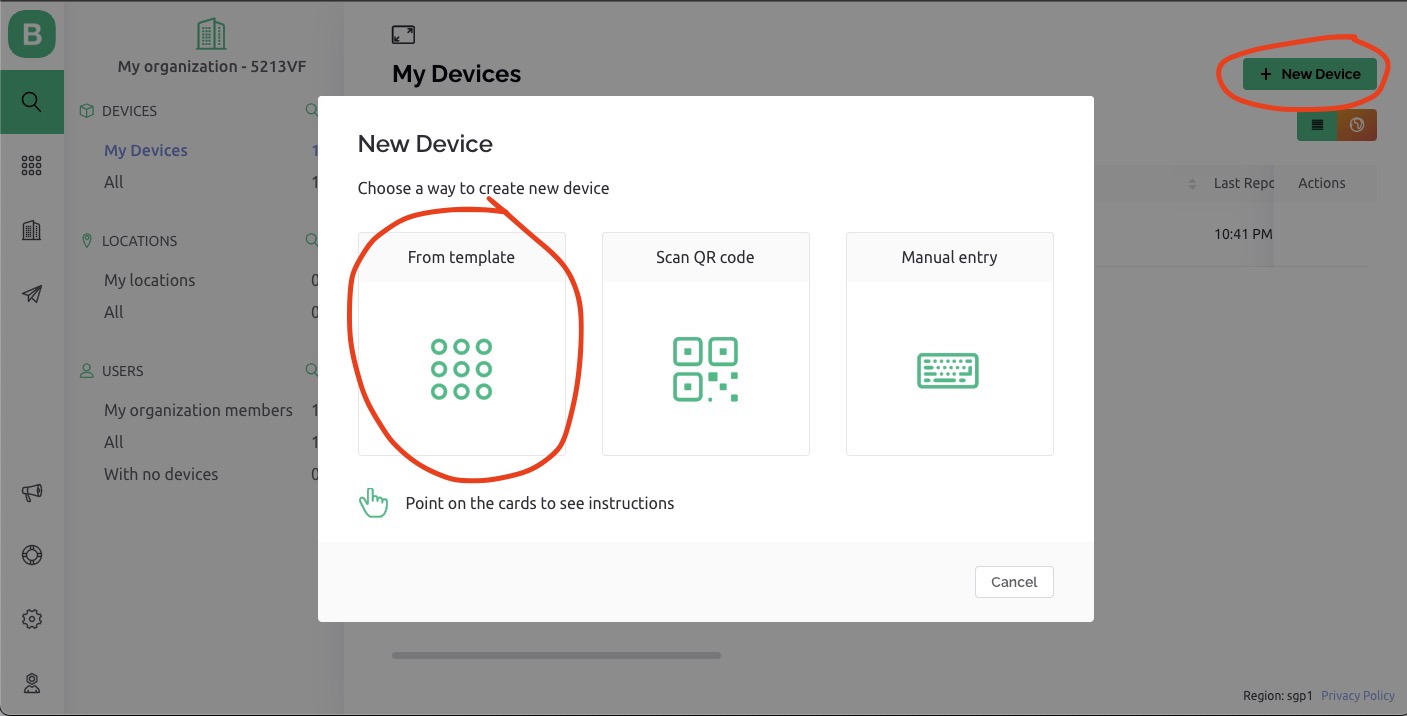 B
My organization - 5213VF
DEVICES
My Devices 1
All 1
LOCATIONS
My locations 0
All 0
USERS
My organization members 1
All 1
With no devices 0
My Devices
+ New Device
Last Repo
Actions
10:41 PM
New Device
Choose a way to create new device
From template
Scan QR code
Manual entry
Point on the cards to see instructions
Cancel
Region: sgp1 Privacy Policy